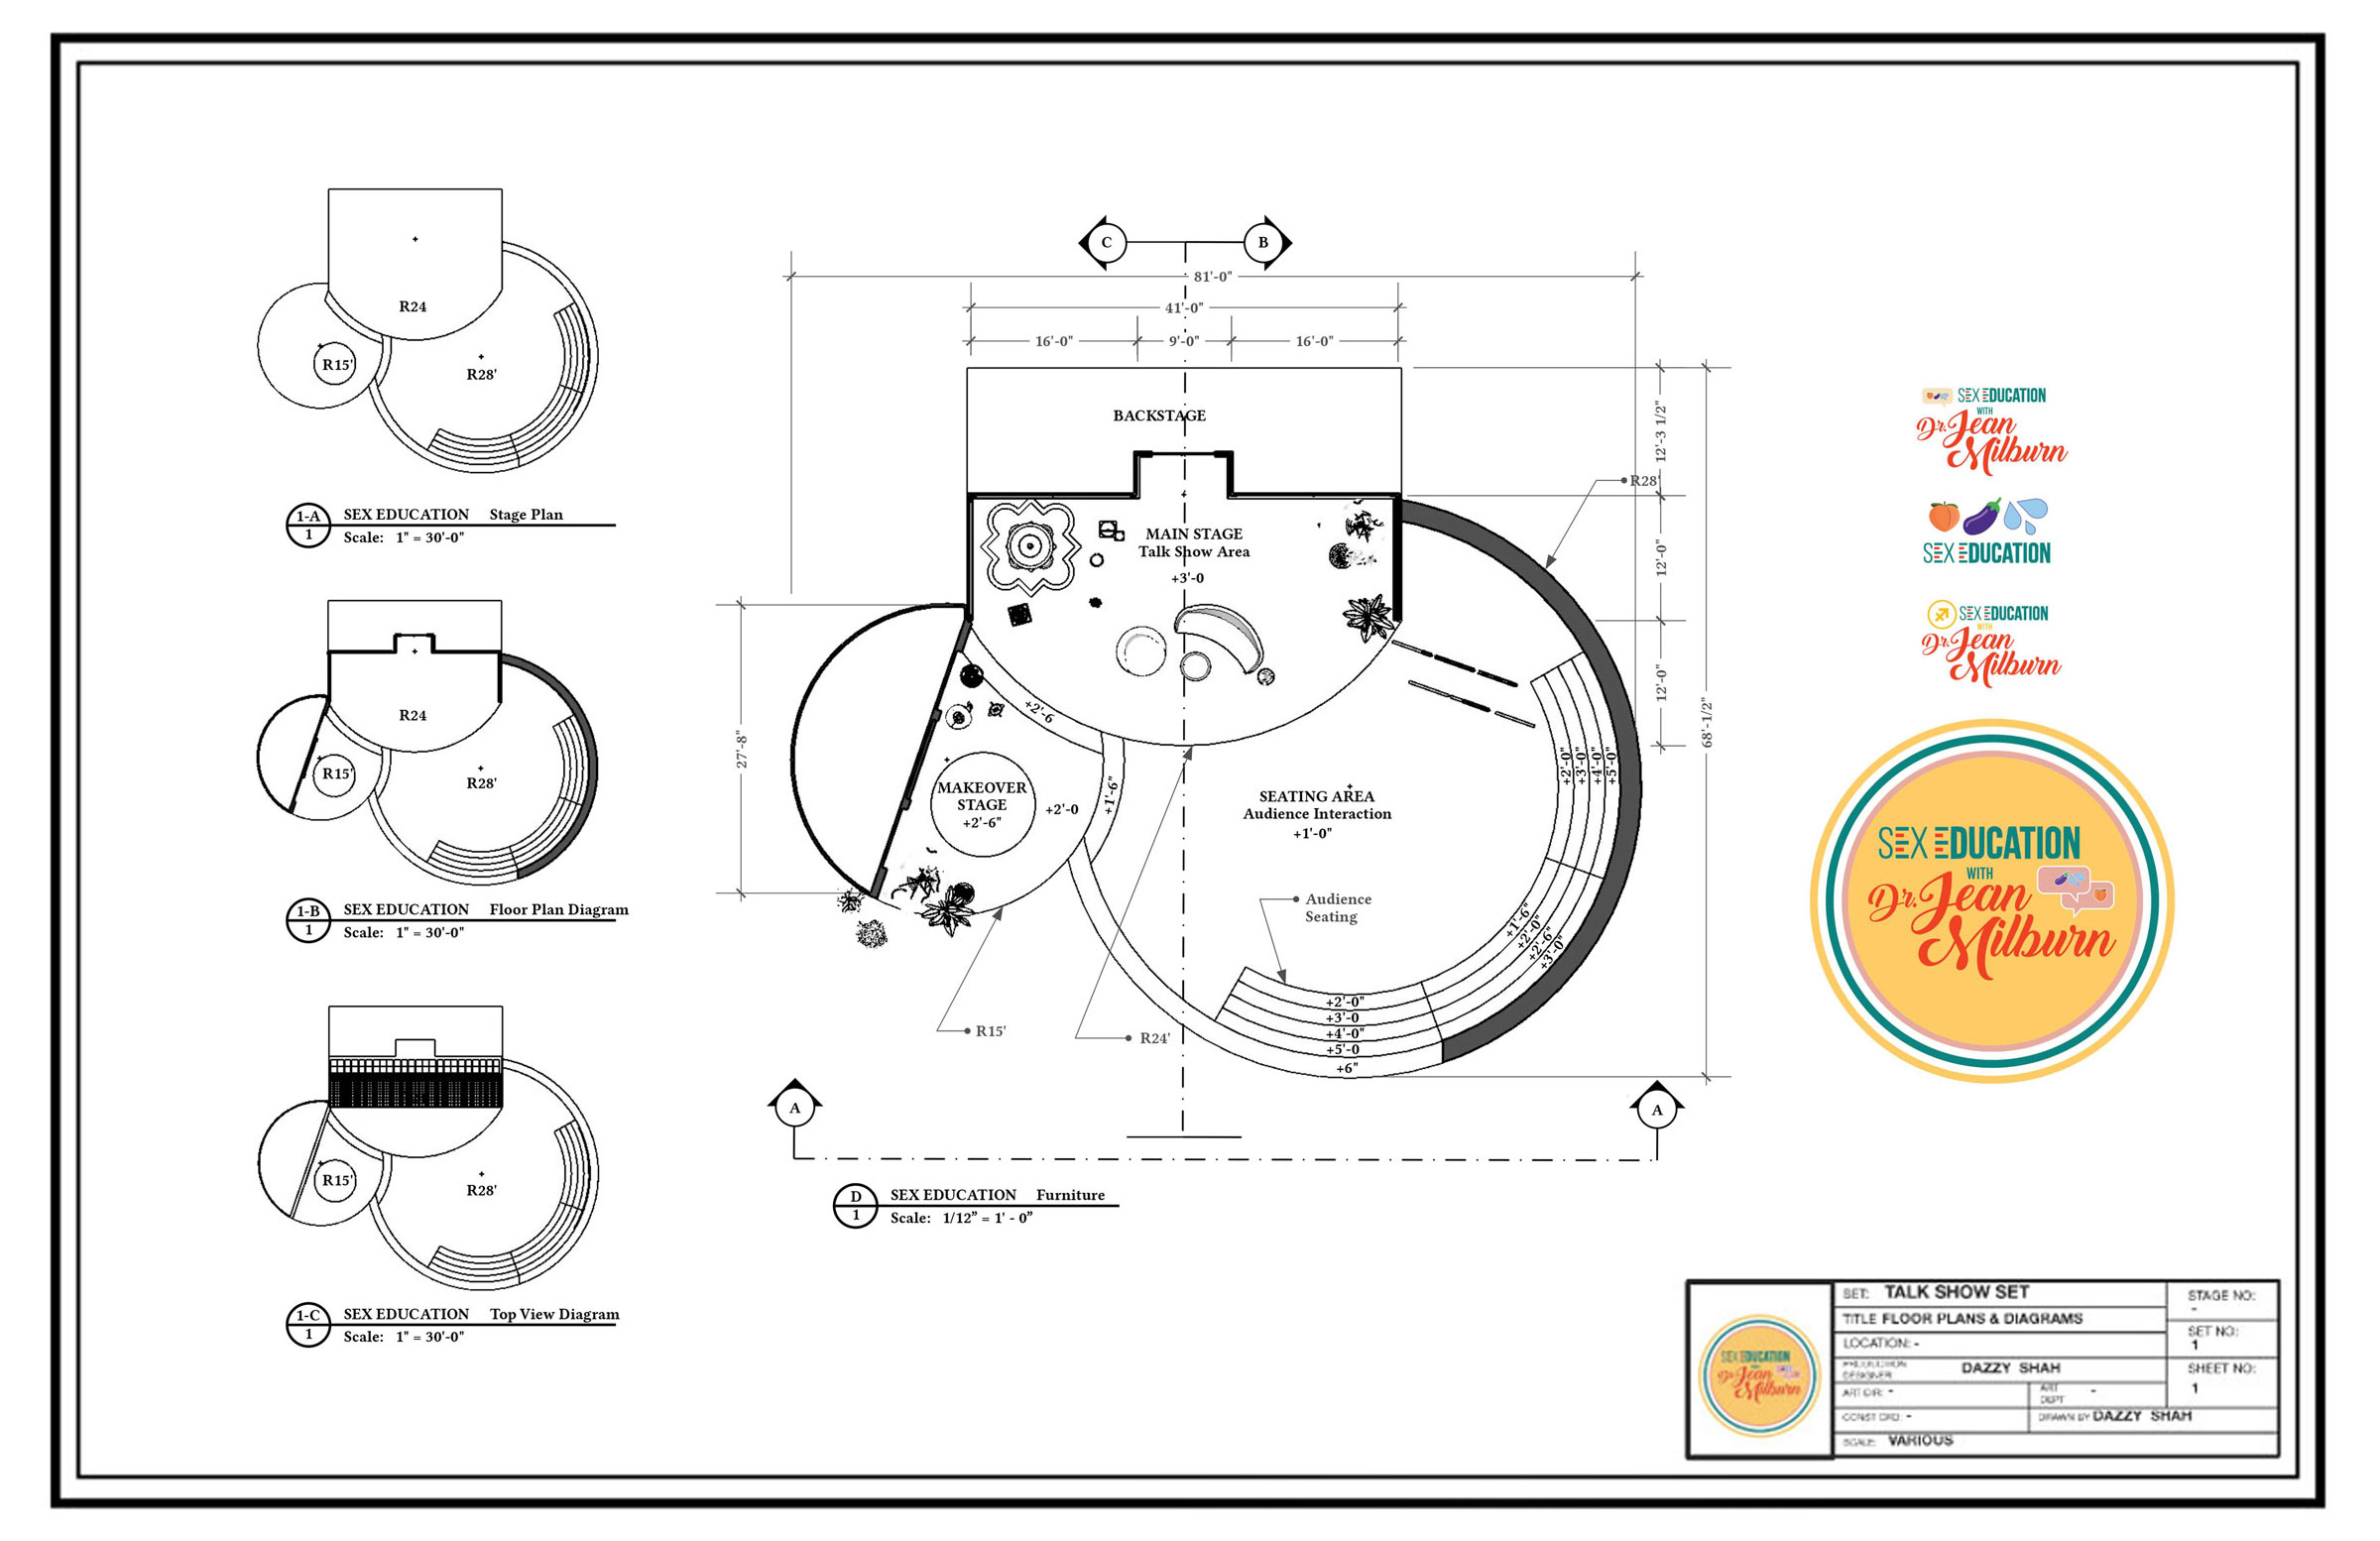 R24
R15'
R28'
1-A
1
SEX EDUCATION Stage Plan
Scale: 1" = 30'-0"
R24
R15'
R28'
1-B
1
SEX EDUCATION Floor Plan Diagram
Scale: 1" = 30'-0"
R15'
R28'
1-C
1
SEX EDUCATION Top View Diagram
Scale: 1" = 30'-0"
C
B
81'-0"
41'-0"
16'-0"
9'-0"
16'-0"
BACKSTAGE
12'-3 1/2"
R28'
MAIN STAGE
Talk Show Area
+3'-0
12'-0"
12'-0"
68'-1/2"
27'-8"
+2'-6
MAKEOVER
STAGE
+2'-6"
+2'-0
+1'-6"
SEATING AREA
Audience Interaction
+1'-0"
+2'-0"
+3'-0"
+4'-0"
+5'-0"
Audience
Seating
+1'-6"
+2'-0"
+2'-6"
+3'-0"
+2'-0"
+3'-0
+4'-0"
+5'-0
+6"
R15'
R24'
A
A
D
1
SEX EDUCATION Furniture
Scale: 1/12” = 1' - 0”
SEX EDUCATION
WITH
Dr. Jean
Milburn
SEX EDUCATION
SEX EDUCATION
WITH
Dr. Jean
Milburn
SEX EDUCATION
WITH
Dr. Jean
Milburn
SEX EDUCATION
Dr. Jean
Milburn
SET: TALK SHOW SET
STAGE NO:
-
TITLE FLOOR PLANS & DIAGRAMS
SET NO:
1
LOCATION: -
PRODUCTION
DESIGNER
DAZZY SHAH
SHEET NO:
1
ART DIR: -
ART
DEPT
-
CONST CRD: -
DRAWN BY DAZZY SHAH
SCALE: VARIOUS